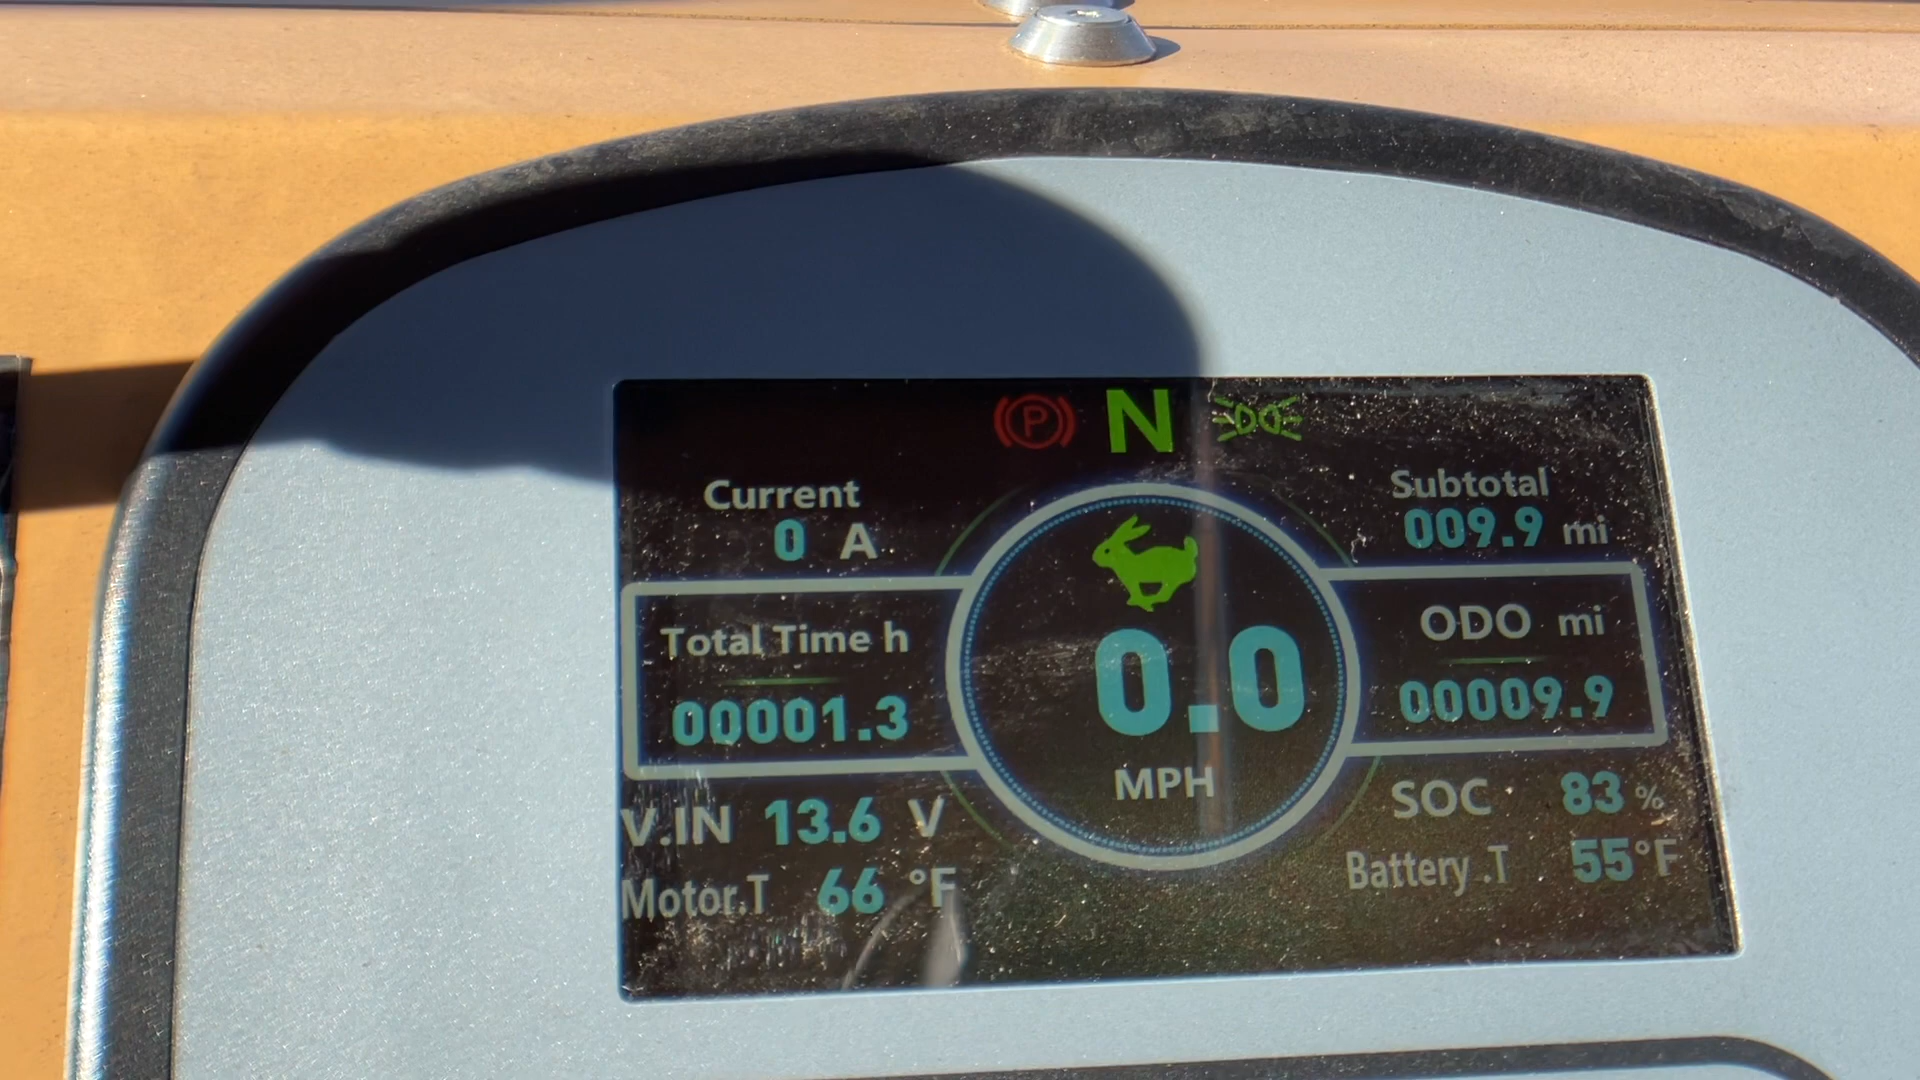 P N
Current
0 A
Subtotal
009.9 mi
Total Time h
00001.3
0.0
MPH
ODO mi
00009.9
V.IN 13.6 V
SOC 83 %
Motor.T 66 °F
Battery .T 55°F